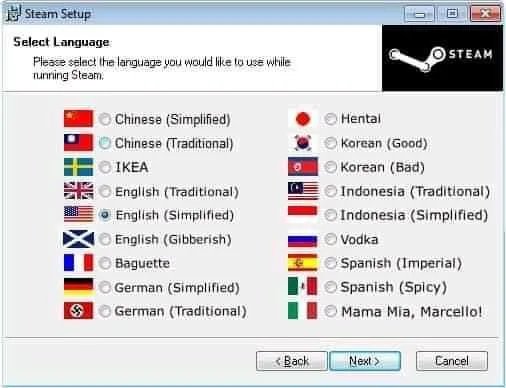 Steam Setup
Select Language
Please select the language you would like to use while
running Steam.
STEAM
Chinese (Simplified)
Chinese (Traditional)
IKEA
English (Traditional)
English (Simplified)
English (Gibberish)
Baguette
German (Simplified)
German (Traditional)
Hentai
Korean (Good)
Korean (Bad)
Indonesia (Traditional)
Indonesia (Simplified)
Vodka
Spanish (Imperial)
Spanish (Spicy)
Mama Mia, Marcello!
< Back
Next >
Cancel